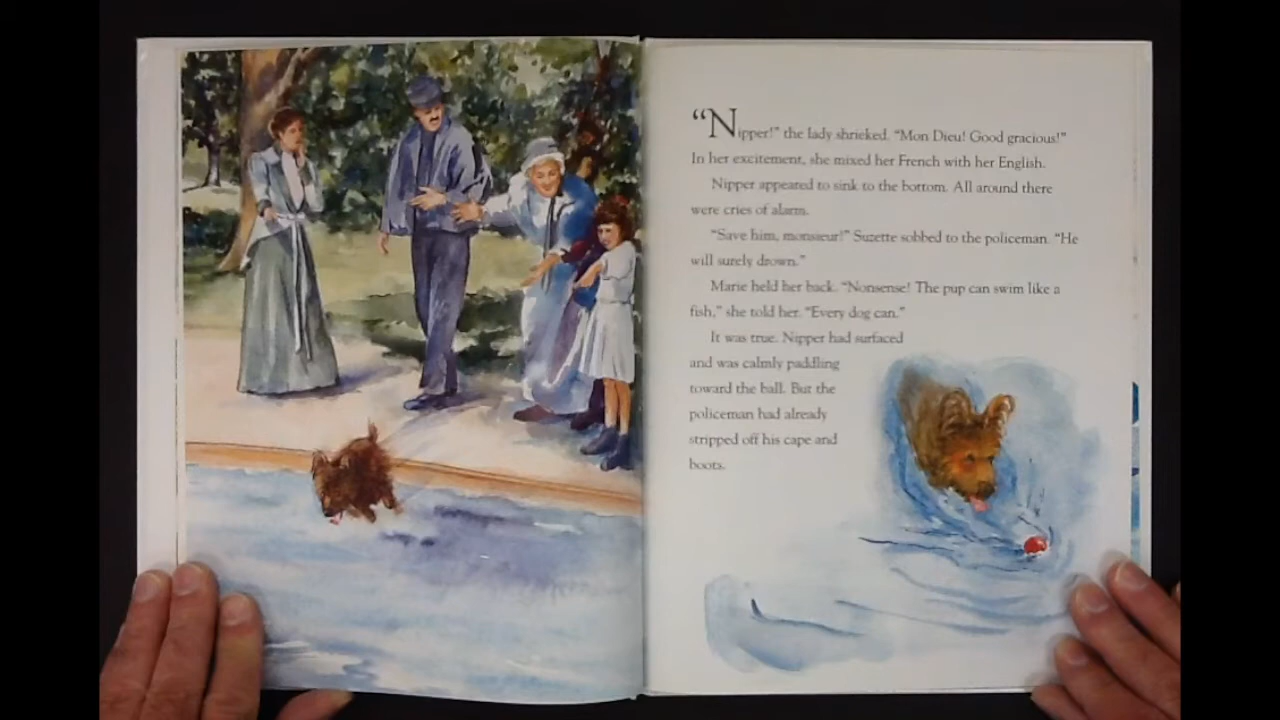 “Nipper!” the lady shrieked. “Mon Dieu! Good gracious!”
In her excitement, she mixed her French with her English.
Nipper appeared to sink to the bottom. All around there
were cries of alarm.
“Save him, monsieur!” Suzette sobbed to the policeman. “He
will surely drown.”
Marie held her back. “Nonsense! The pup can swim like a
fish,” she told her. “Every dog can.”
It was true. Nipper had surfaced
and was calmly paddling
toward the ball. But the
policeman had already
stripped off his cape and
boots.